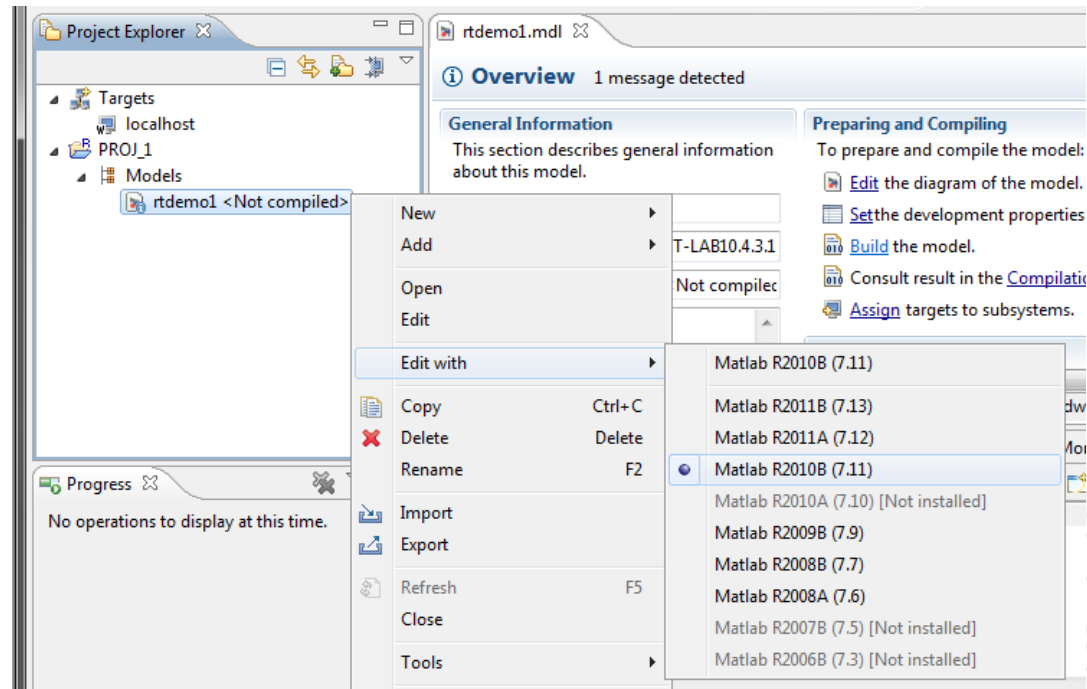 Project Explorer
Targets
localhost
PROJ_1
Models
rtdemo1 <Not compiled>
Progress
No operations to display at this time.
rtdemo1.mdl
Overview 1 message detected
General Information
This section describes general information
about this model.
T-LAB10.4.3.1
Not compiled
Preparing and Compiling
To prepare and compile the model:
Edit the diagram of the model.
Setthe development properties
Build the model.
Consult result in the
Assign targets to subsystems.
New
Add
Open
Edit
Edit with
Copy Ctrl+C
Delete Delete
Rename F2
Import
Export
Refresh F5
Close
Tools
Matlab R2010B (7.11)
Matlab R2011B (7.13)
Matlab R2011A (7.12)
Matlab R2010B (7.11)
Matlab R2010A (7.10) [Not installed]
Matlab R2009B (7.9)
Matlab R2008B (7.7)
Matlab R2008A (7.6)
Matlab R2007B (7.5) [Not installed]
Matlab R2006B (7.3) [Not installed]